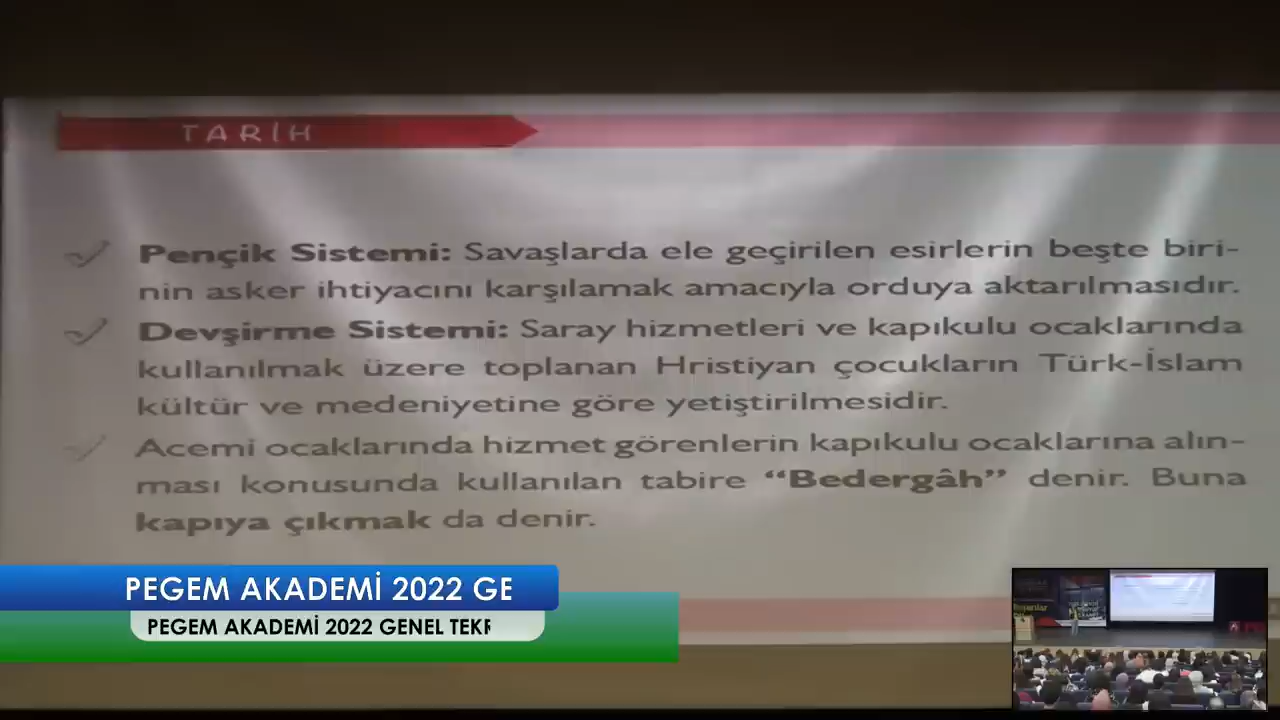 TARİH
Pençik Sistemi: Savaşlarda ele geçirilen esirlerin beşte biri-
nin asker ihtiyacını karşılamak amacıyla orduya aktarılmasıdır.
Devşirme Sistemi: Saray hizmetleri ve kapıkulu ocaklarında
kullanılmak üzere toplanan Hristiyan çocukların Türk-İslam
kültür ve medeniyetine göre yetiştirilmesidir.
Acemi ocaklarında hizmet görenlerin kapıkulu ocaklarına alın-
ması konusunda kullanılan tabire “Bedergâh” denir. Buna
kapıya çıkmak da denir.
PEGEM AKADEMİ 2022 GE
PEGEM AKADEMİ 2022 GENEL TEKR